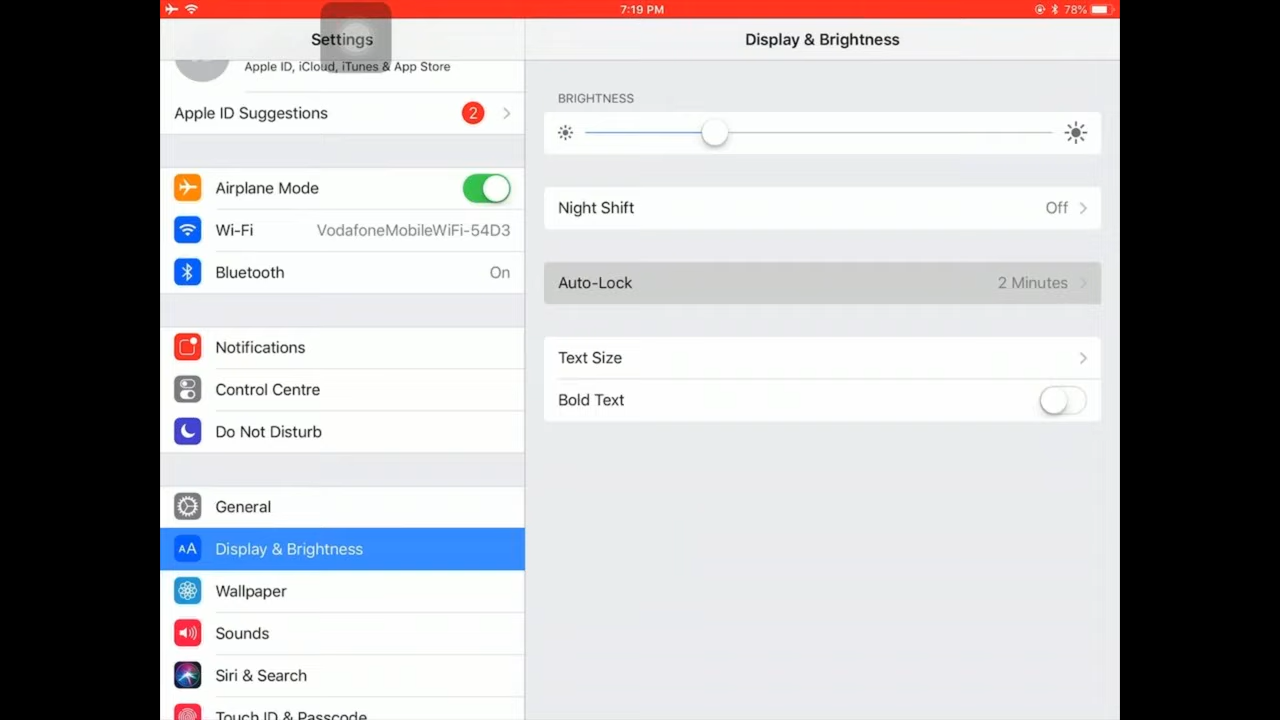 7:19 PM
78%
Settings
Apple ID, iCloud, iTunes & App Store
Apple ID Suggestions 2
Airplane Mode
Wi-Fi VodafoneMobileWiFi-54D3
Bluetooth On
Notifications
Control Centre
Do Not Disturb
General
AA Display & Brightness
Wallpaper
Sounds
Siri & Search
Touch ID & Passcode
Display & Brightness
BRIGHTNESS
Night Shift Off
Auto-Lock 2 Minutes
Text Size
Bold Text